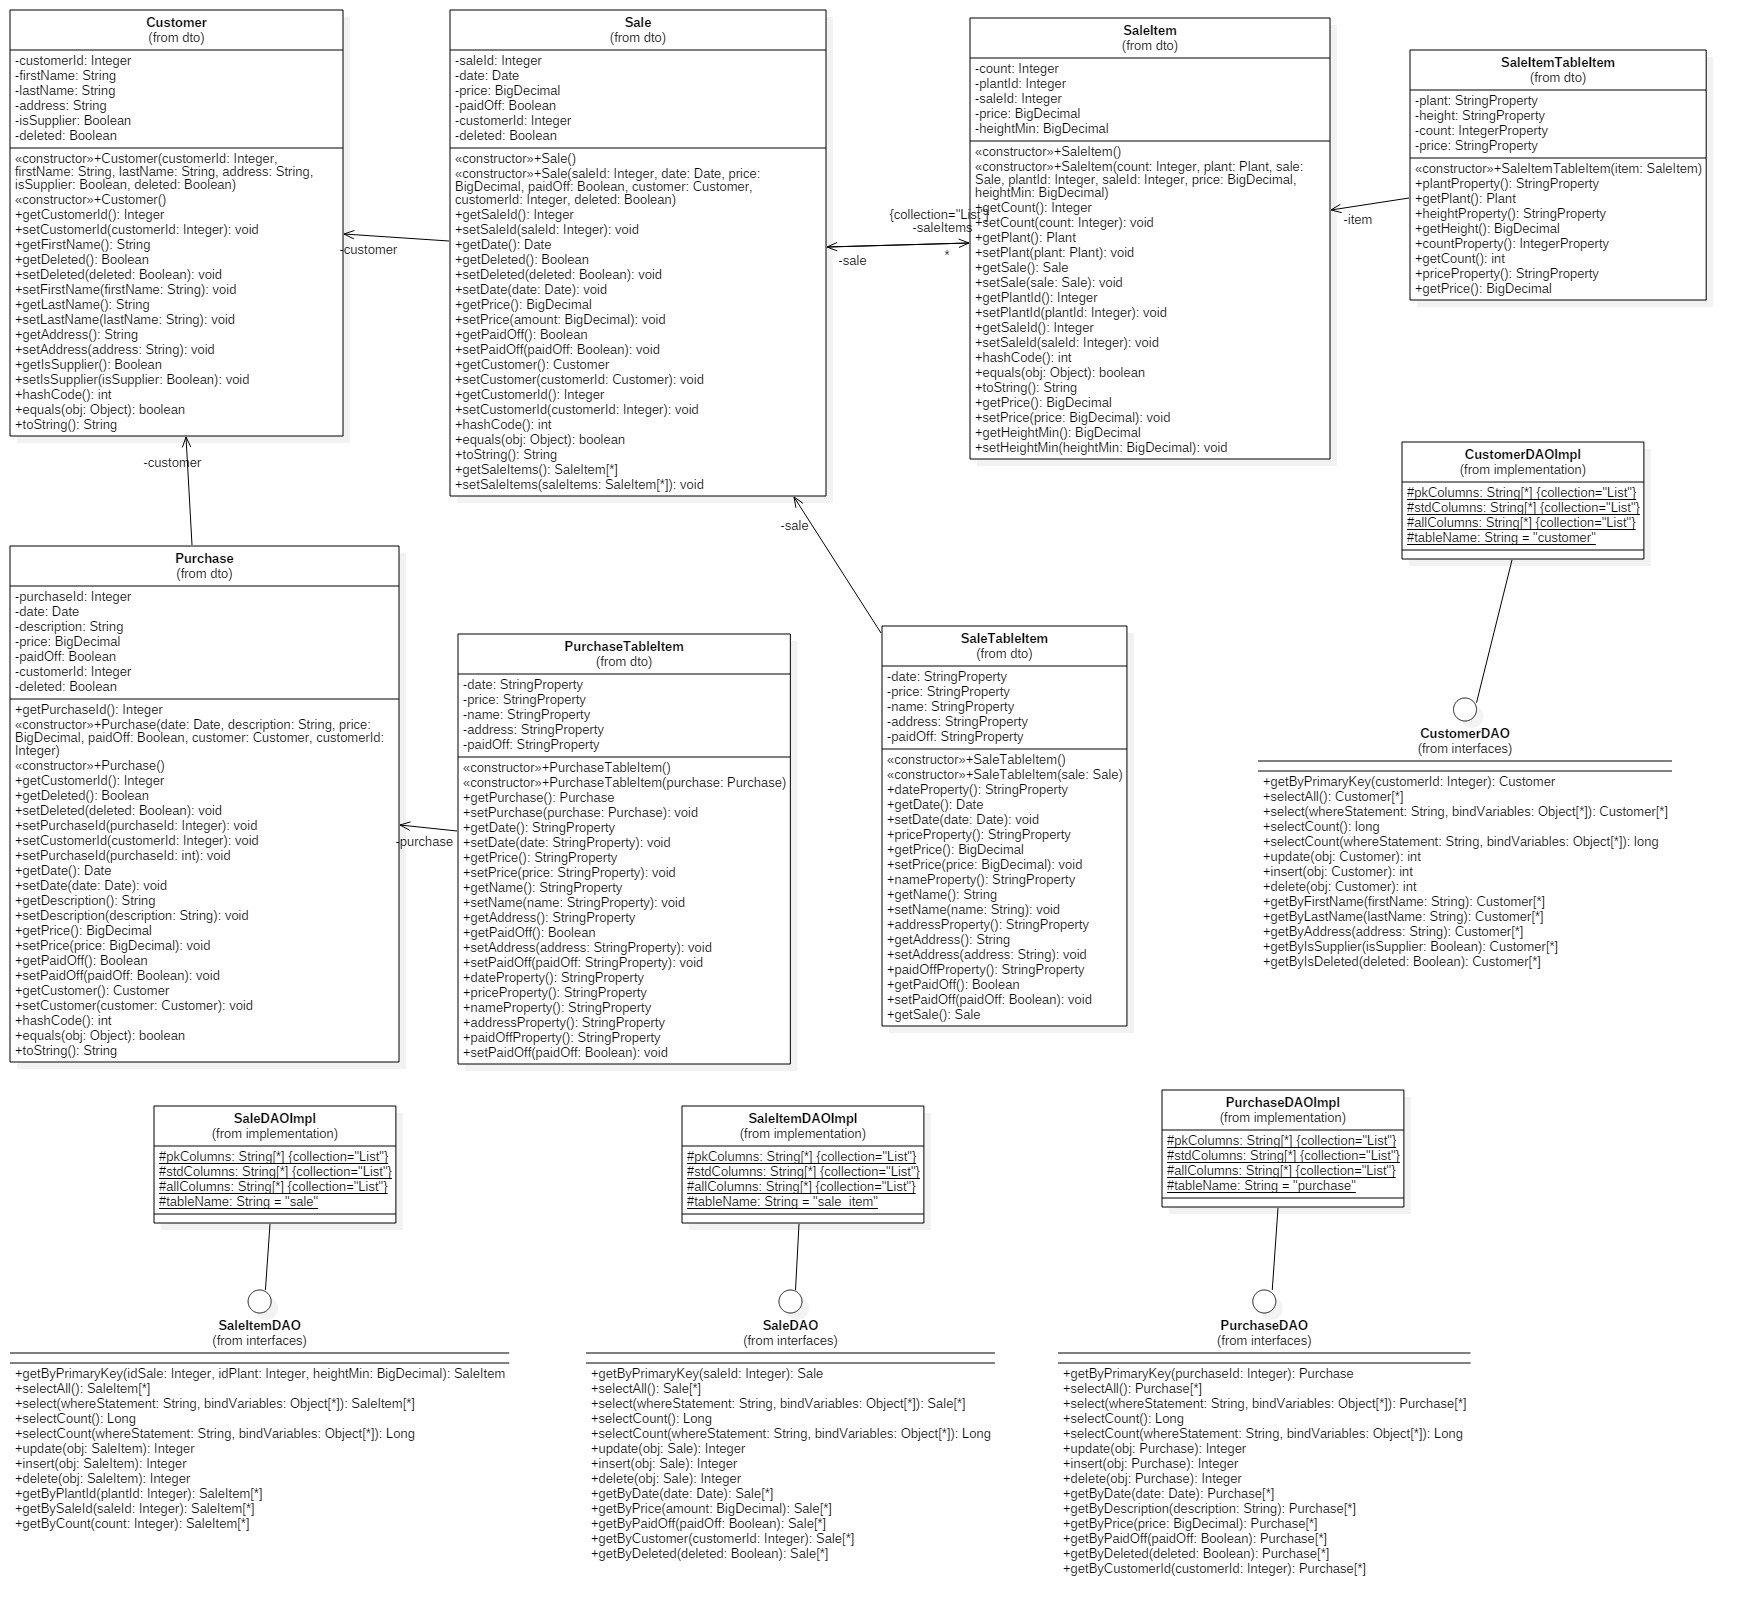 Customer
(from dto)
-customerId: Integer
-firstName: String
-lastName: String
-address: String
-isSupplier: Boolean
-deleted: Boolean
«constructor»+Customer(customerId: Integer,
firstName: String, lastName: String, address: String,
isSupplier: Boolean, deleted: Boolean)
«constructor»+Customer()
+getCustomerId(): Integer
+setCustomerId(customerId: Integer): void
+getFirstName(): String
+getDeleted(): Boolean
+setDeleted(deleted: Boolean): void
+setFirstName(firstName: String): void
+getLastName(): String
+setLastName(lastName: String): void
+getAddress(): String
+setAddress(address: String): void
+getIsSupplier(): Boolean
+setIsSupplier(isSupplier: Boolean): void
+hashCode(): int
+equals(obj: Object): boolean
+toString(): String
-customer
Sale
(from dto)
-saleId: Integer
-date: Date
-price: BigDecimal
-paidOff: Boolean
-customerId: Integer
-deleted: Boolean
«constructor»+Sale()
«constructor»+Sale(saleId: Integer, date: Date, price:
BigDecimal, paidOff: Boolean, customer: Customer,
customerId: Integer, deleted: Boolean)
+getSaleId(): Integer
+setSaleId(saleId: Integer): void
+getDate(): Date
+getDeleted(): Boolean
+setDeleted(deleted: Boolean): void
+setDate(date: Date): void
+getPrice(): BigDecimal
+setPrice(amount: BigDecimal): void
+getPaidOff(): Boolean
+setPaidOff(paidOff: Boolean): void
+getCustomer(): Customer
+setCustomer(customerId: Customer): void
+getCustomerId(): Integer
+setCustomerId(customerId: Integer): void
+hashCode(): int
+equals(obj: Object): boolean
+toString(): String
+getSaleItems(): SaleItem[*]
+setSaleItems(saleItems: SaleItem[*]): void
{collection="List"}
-saleItems
-sale
*
SaleItem
(from dto)
-count: Integer
-plantId: Integer
-saleId: Integer
-price: BigDecimal
-heightMin: BigDecimal
«constructor»+SaleItem()
«constructor»+SaleItem(count: Integer, plant: Plant, sale:
Sale, plantId: Integer, saleId: Integer, price: BigDecimal,
heightMin: BigDecimal)
+getCount(): Integer
+setCount(count: Integer): void
+getPlant(): Plant
+setPlant(plant: Plant): void
+getSale(): Sale
+setSale(sale: Sale): void
+getPlantId(): Integer
+setPlantId(plantId: Integer): void
+getSaleId(): Integer
+setSaleId(saleId: Integer): void
+hashCode(): int
+equals(obj: Object): boolean
+toString(): String
+getPrice(): BigDecimal
+setPrice(price: BigDecimal): void
+getHeightMin(): BigDecimal
+setHeightMin(heightMin: BigDecimal): void
-item
SaleItemTableItem
(from dto)
-plant: StringProperty
-height: StringProperty
-count: IntegerProperty
-price: StringProperty
«constructor»+SaleItemTableItem(item: SaleItem)
+plantProperty(): StringProperty
+getPlant(): Plant
+heightProperty(): StringProperty
+getHeight(): BigDecimal
+countProperty(): IntegerProperty
+getCount(): int
+priceProperty(): StringProperty
+getPrice(): BigDecimal
-customer
-sale
CustomerDAOImpl
(from implementation)
#pkColumns: String[*] {collection="List"}
#stdColumns: String[*] {collection="List"}
#allColumns: String[*] {collection="List"}
#tableName: String = "customer"
Purchase
(from dto)
-purchaseId: Integer
-date: Date
-description: String
-price: BigDecimal
-paidOff: Boolean
-customerId: Integer
-deleted: Boolean
+getPurchaseId(): Integer
«constructor»+Purchase(date: Date, description: String, price:
BigDecimal, paidOff: Boolean, customer: Customer, customerId:
Integer)
«constructor»+Purchase()
+getCustomerId(): Integer
+getDeleted(): Boolean
+setDeleted(deleted: Boolean): void
+setPurchaseId(purchaseId: Integer): void
+setCustomerId(customerId: Integer): void
+setPurchaseId(purchaseId: int): void
+getDate(): Date
+setDate(date: Date): void
+getDescription(): String
+setDescription(description: String): void
+getPrice(): BigDecimal
+setPrice(price: BigDecimal): void
+getPaidOff(): Boolean
+setPaidOff(paidOff: Boolean): void
+getCustomer(): Customer
+setCustomer(customer: Customer): void
+hashCode(): int
+equals(obj: Object): boolean
+toString(): String
-purchase
PurchaseTableItem
(from dto)
-date: StringProperty
-price: StringProperty
-name: StringProperty
-address: StringProperty
-paidOff: StringProperty
«constructor»+PurchaseTableItem()
«constructor»+PurchaseTableItem(purchase: Purchase)
+getPurchase(): Purchase
+setPurchase(purchase: Purchase): void
+getDate(): StringProperty
+setDate(date: StringProperty): void
+getPrice(): StringProperty
+setPrice(price: StringProperty): void
+getName(): StringProperty
+setName(name: StringProperty): void
+getAddress(): StringProperty
+getPaidOff(): Boolean
+setAddress(address: StringProperty): void
+setPaidOff(paidOff: StringProperty): void
+dateProperty(): StringProperty
+priceProperty(): StringProperty
+nameProperty(): StringProperty
+addressProperty(): StringProperty
+paidOffProperty(): StringProperty
+setPaidOff(paidOff: Boolean): void
SaleTableItem
(from dto)
-date: StringProperty
-price: StringProperty
-name: StringProperty
-address: StringProperty
-paidOff: StringProperty
«constructor»+SaleTableItem()
«constructor»+SaleTableItem(sale: Sale)
+dateProperty(): StringProperty
+getDate(): Date
+setDate(date: Date): void
+priceProperty(): StringProperty
+getPrice(): BigDecimal
+setPrice(price: BigDecimal): void
+nameProperty(): StringProperty
+getName(): String
+setName(name: String): void
+addressProperty(): StringProperty
+getAddress(): String
+setAddress(address: String): void
+paidOffProperty(): StringProperty
+getPaidOff(): Boolean
+setPaidOff(paidOff: Boolean): void
+getSale(): Sale
CustomerDAO
(from interfaces)
+getByPrimaryKey(customerId: Integer): Customer
+selectAll(): Customer[*]
+select(whereStatement: String, bindVariables: Object[*]): Customer[*]
+selectCount(): long
+selectCount(whereStatement: String, bindVariables: Object[*]): long
+update(obj: Customer): int
+insert(obj: Customer): int
+delete(obj: Customer): int
+getByFirstName(firstName: String): Customer[*]
+getByLastName(lastName: String): Customer[*]
+getByAddress(address: String): Customer[*]
+getByIsSupplier(isSupplier: Boolean): Customer[*]
+getByIsDeleted(deleted: Boolean): Customer[*]
SaleDAOImpl
(from implementation)
#pkColumns: String[*] {collection="List"}
#stdColumns: String[*] {collection="List"}
#allColumns: String[*] {collection="List"}
#tableName: String = "sale"
SaleItemDAOImpl
(from implementation)
#pkColumns: String[*] {collection="List"}
#stdColumns: String[*] {collection="List"}
#allColumns: String[*] {collection="List"}
#tableName: String = "sale_item"
PurchaseDAOImpl
(from implementation)
#pkColumns: String[*] {collection="List"}
#stdColumns: String[*] {collection="List"}
#allColumns: String[*] {collection="List"}
#tableName: String = "purchase"
SaleItemDAO
(from interfaces)
+getByPrimaryKey(idSale: Integer, idPlant: Integer, heightMin: BigDecimal): SaleItem
+selectAll(): SaleItem[*]
+select(whereStatement: String, bindVariables: Object[*]): SaleItem[*]
+selectCount(): Long
+selectCount(whereStatement: String, bindVariables: Object[*]): Long
+update(obj: SaleItem): Integer
+insert(obj: SaleItem): Integer
+delete(obj: SaleItem): Integer
+getByPlantId(plantId: Integer): SaleItem[*]
+getBySaleId(saleId: Integer): SaleItem[*]
+getByCount(count: Integer): SaleItem[*]
SaleDAO
(from interfaces)
+getByPrimaryKey(saleId: Integer): Sale
+selectAll(): Sale[*]
+select(whereStatement: String, bindVariables: Object[*]): Sale[*]
+selectCount(): Long
+selectCount(whereStatement: String, bindVariables: Object[*]): Long
+update(obj: Sale): Integer
+insert(obj: Sale): Integer
+delete(obj: Sale): Integer
+getByDate(date: Date): Sale[*]
+getByPrice(amount: BigDecimal): Sale[*]
+getByPaidOff(paidOff: Boolean): Sale[*]
+getByCustomer(customerId: Integer): Sale[*]
+getByDeleted(deleted: Boolean): Sale[*]
PurchaseDAO
(from interfaces)
+getByPrimaryKey(purchaseId: Integer): Purchase
+selectAll(): Purchase[*]
+select(whereStatement: String, bindVariables: Object[*]): Purchase[*]
+selectCount(): Long
+selectCount(whereStatement: String, bindVariables: Object[*]): Long
+update(obj: Purchase): Integer
+insert(obj: Purchase): Integer
+delete(obj: Purchase): Integer
+getByDate(date: Date): Purchase[*]
+getByDescription(description: String): Purchase[*]
+getByPrice(price: BigDecimal): Purchase[*]
+getByPaidOff(paidOff: Boolean): Purchase[*]
+getByDeleted(deleted: Boolean): Purchase[*]
+getByCustomerId(customerId: Integer): Purchase[*]